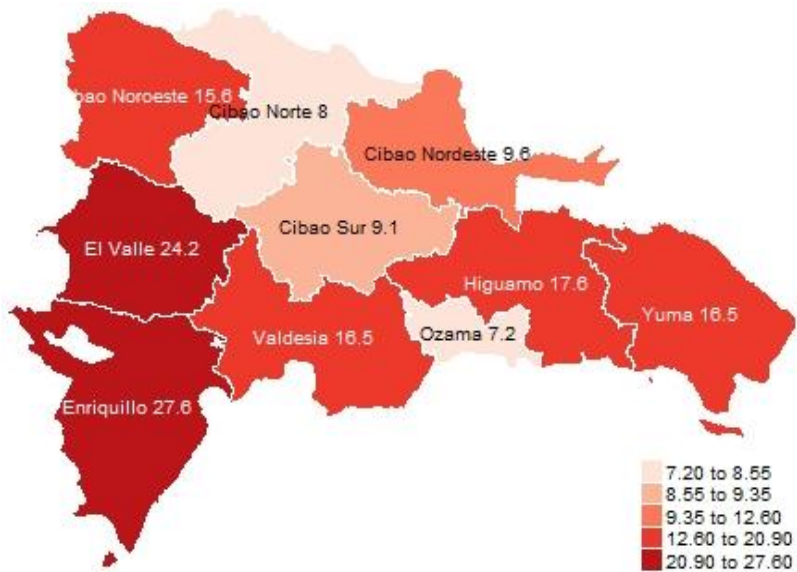 bao Noroeste 15.6
Cibao Norte 8
Cibao Nordeste 9.6
Cibao Sur 9.1
El Valle 24.2
Higuamo 17.6
Yuma 16.5
Valdesia 16.5
Ozama 7.2
Enriquillo 27.6
7.20 to 8.55
8.55 to 9.35
9.35 to 12.60
12.60 to 20.90
20.90 to 27.60